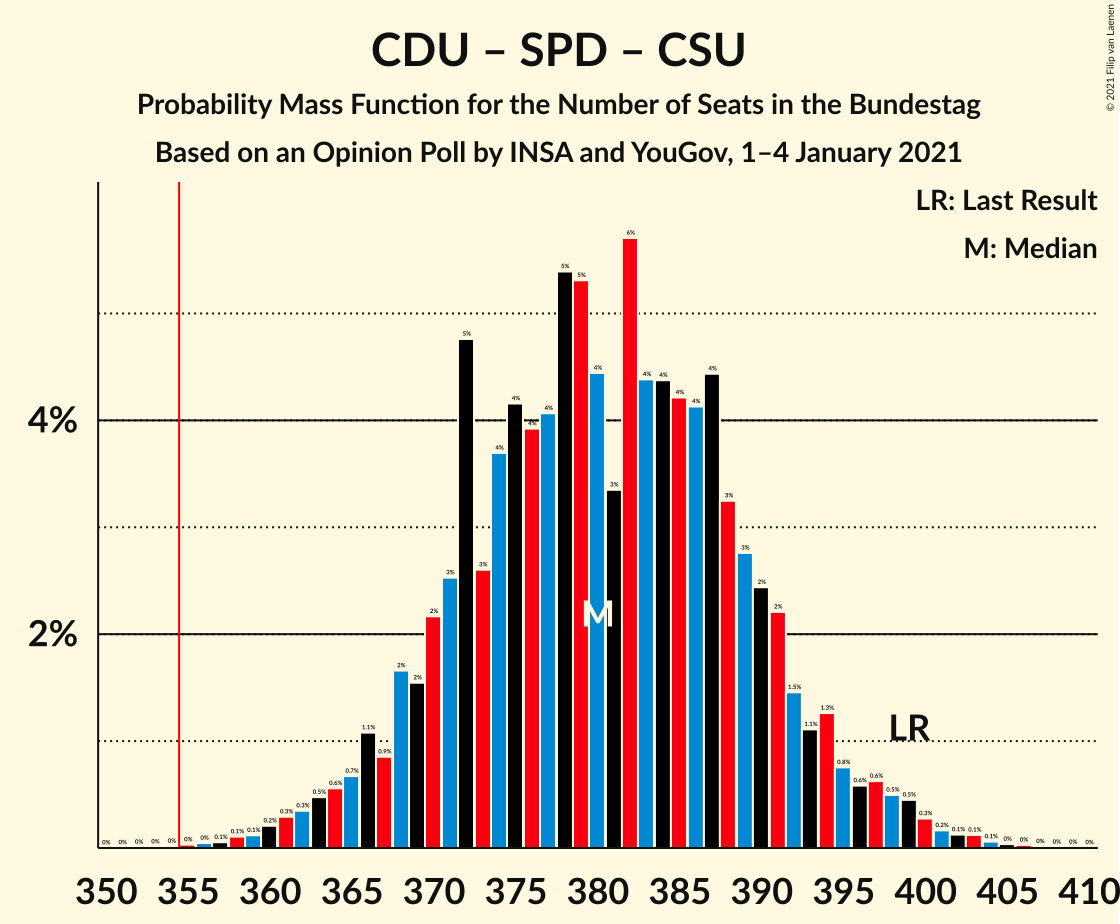 CDU – SPD – CSU
Probability Mass Function for the Number of Seats in the Bundestag
Based on an Opinion Poll by INSA and YouGov, 1–4 January 2021
© 2021 Filip van Laenen
LR: Last Result
M: Median
4%
2%
0% 0% 0% 0% 0% 0% 0% 0.1% 0.1% 0.1% 0.2% 0.3% 0.3% 0.5% 0.6% 0.7% 1.1% 0.9% 2% 2% 2% 3% 5% 3% 4% 4% 4% 4% 5% 5% 4% 3% 6% 4% 4% 4% 4% 4% 3% 3% 2% 2% 1.5% 1.1% 1.3% 0.8% 0.6% 0.6% 0.5% 0.5% 0.3% 0.2% 0.1% 0.1% 0.1% 0% 0% 0% 0% 0% 0%
M
LR
350 355 360 365 370 375 380 385 390 395 400 405 410